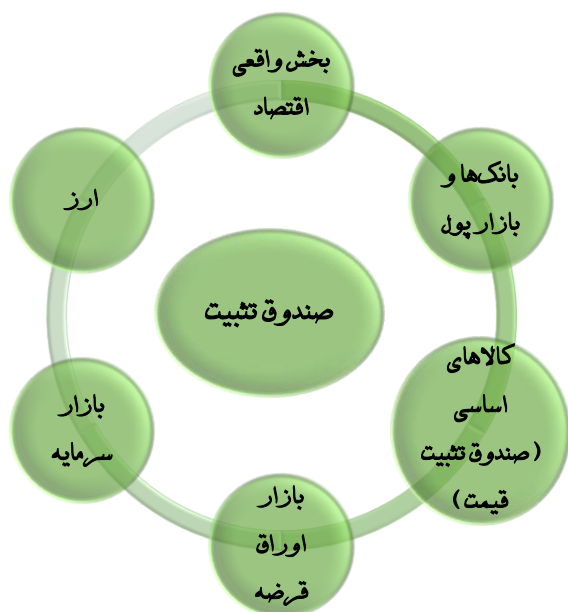 بخش واقعی
اقتصاد
بانک‌ها و
بازار پول
کالاهای
اساسی
(صندوق تثبیت
قیمت)
بازار
اوراق
قرضه
بازار
سرمایه
ارز
صندوق تثبیت